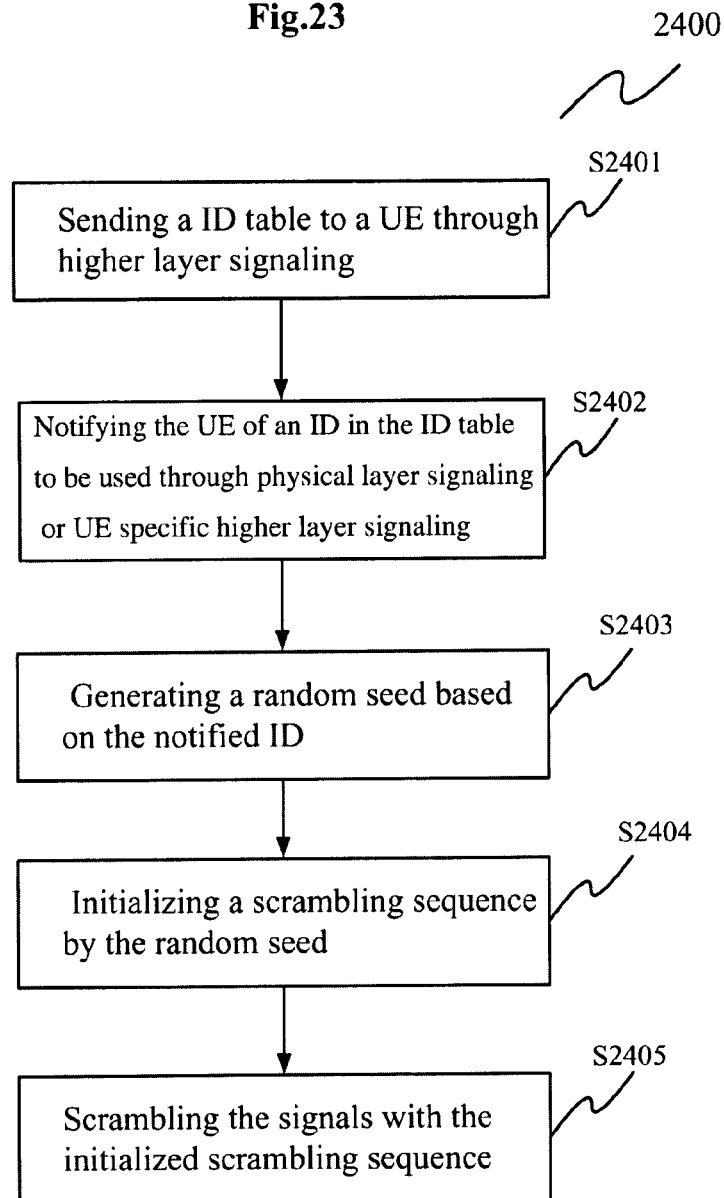 Fig.23
2400
S2401
Sending a ID table to a UE through
higher layer signaling
S2402
Notifying the UE of an ID in the ID table
to be used through physical layer signaling
or UE specific higher layer signaling
S2403
Generating a random seed based
on the notified ID
S2404
Initializing a scrambling sequence
by the random seed
S2405
Scrambling the signals with the
initialized scrambling sequence